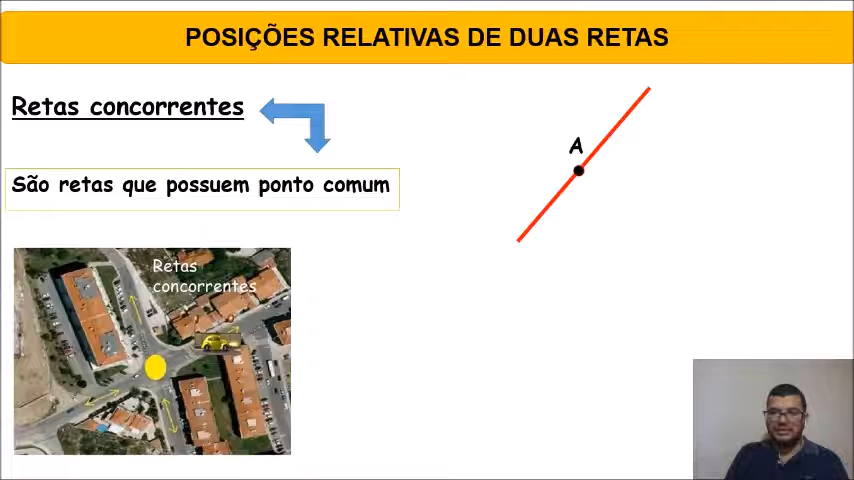 POSIÇÕES RELATIVAS DE DUAS RETAS
Retas concorrentes
São retas que possuem ponto comum
A
Retas
concorrentes